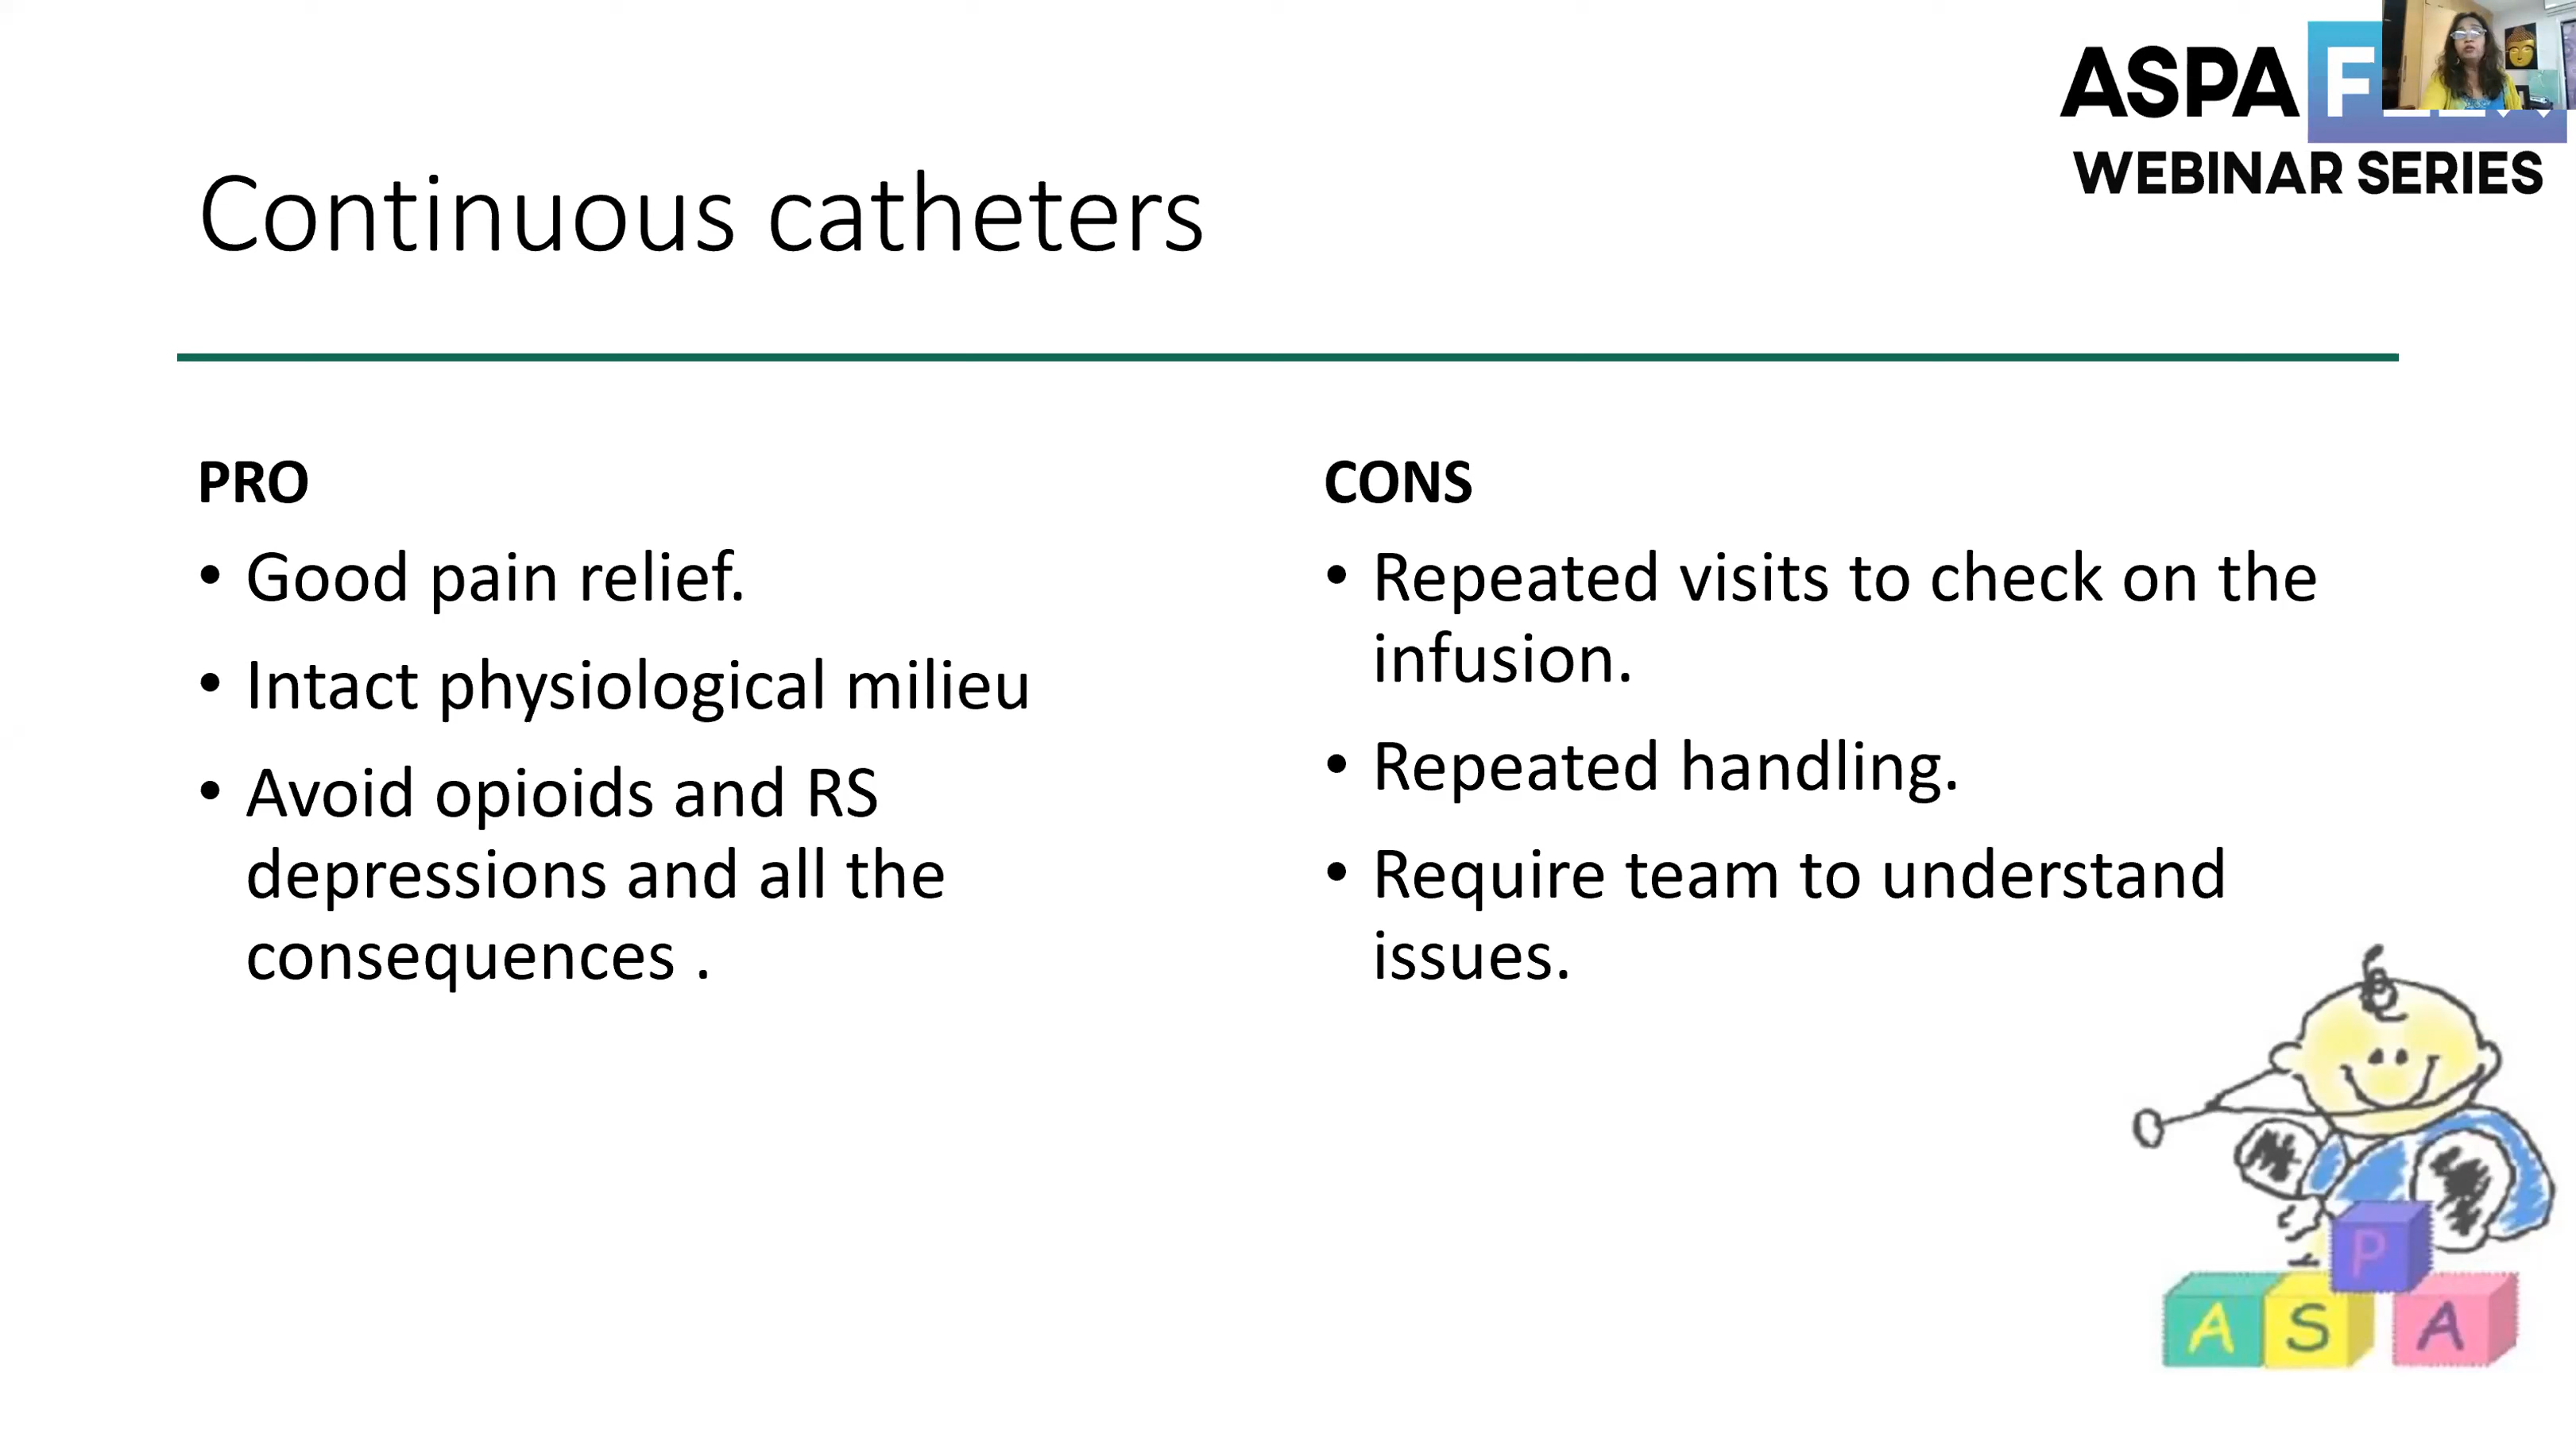 ASPA F
WEBINAR SERIES
Continuous catheters
PRO
• Good pain relief.
• Intact physiological milieu
• Avoid opioids and RS
depressions and all the
consequences .
CONS
• Repeated visits to check on the
infusion.
• Repeated handling.
• Require team to understand
issues.
P
A S A